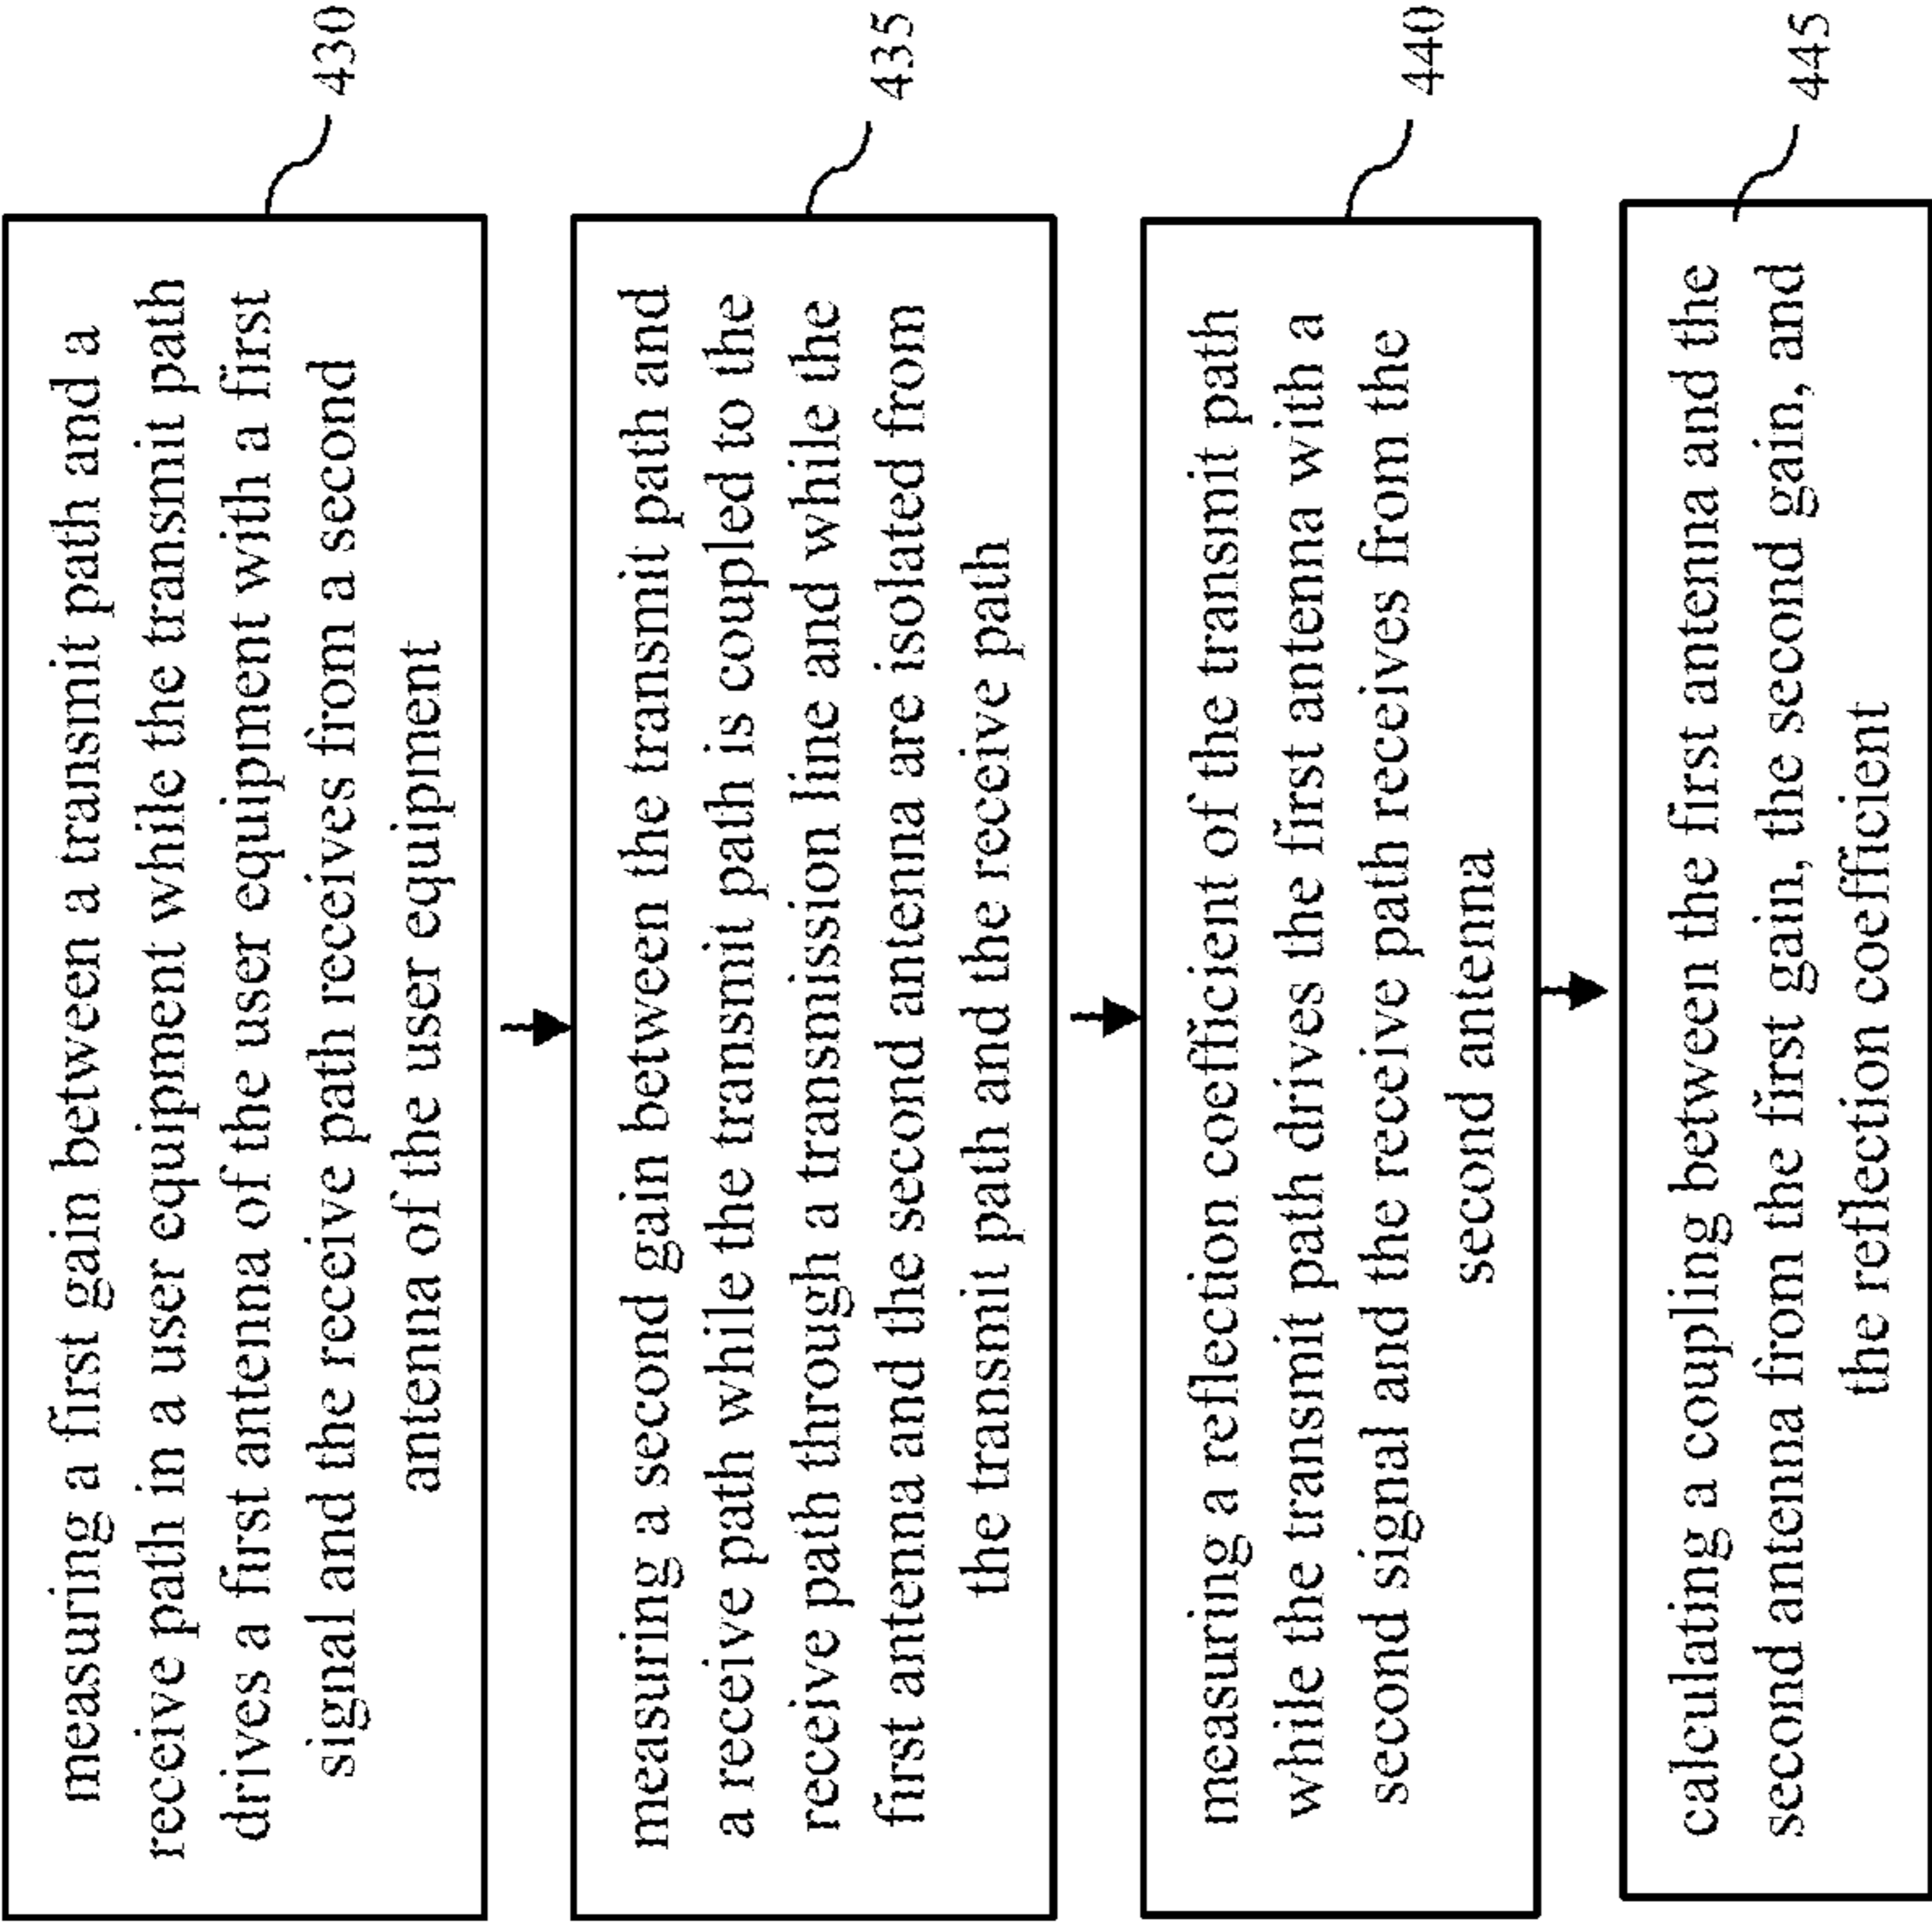 measuring a first gain between a transmit path and a
receive path in a user equipment while the transmit path
drives a first antenna of the user equipment with a first
signal and the receive path receives from a second
antenna of the user equipment
430
measuring a second gain between the transmit path and
a receive path while the transmit path is coupled to the
receive path through a transmission line and while the
first antenna and the second antenna are isolated from
the transmit path and the receive path
435
measuring a reflection coefficient of the transmit path
while the transmit path drives the first antenna with a
second signal and the receive path receives from the
second antenna
440
calculating a coupling between the first antenna and the
second antenna from the first gain, the second gain, and
the reflection coefficient
445